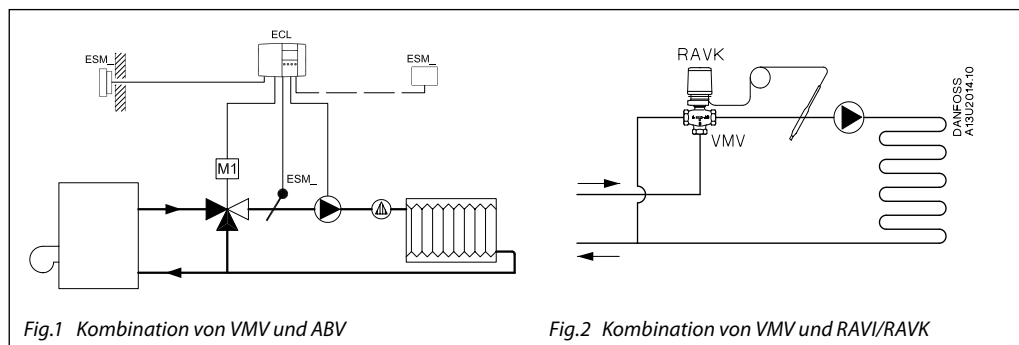 ECL
ESM_
ESM_
M1
ESM_
Fig.1 Kombination von VMV und ABV
RAVK
VMV
DANFOSS
A13U2014.10
Fig.2 Kombination von VMV und RAVI/RAVK